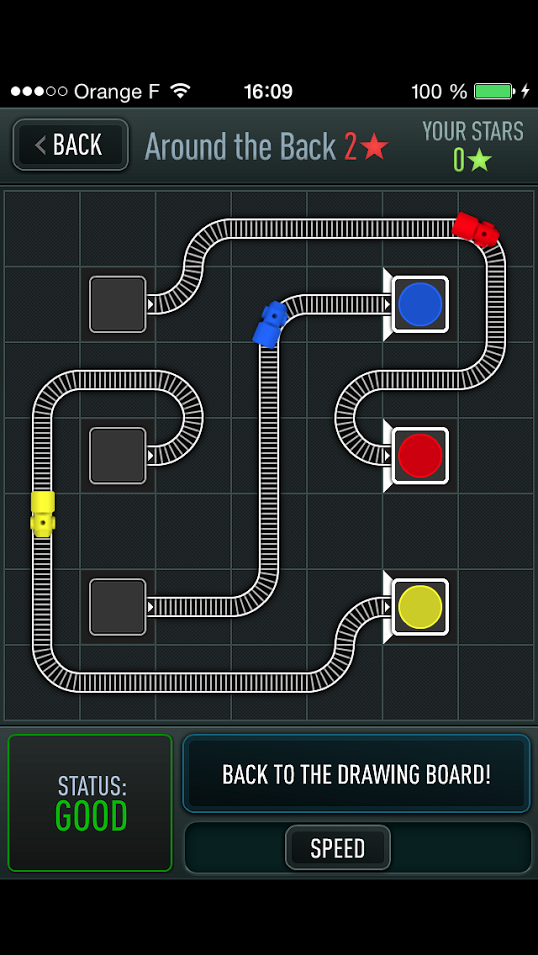 Orange F 16:09 100 %
BACK Around the Back 2★ YOUR STARS
0★
STATUS:
GOOD
BACK TO THE DRAWING BOARD!
SPEED